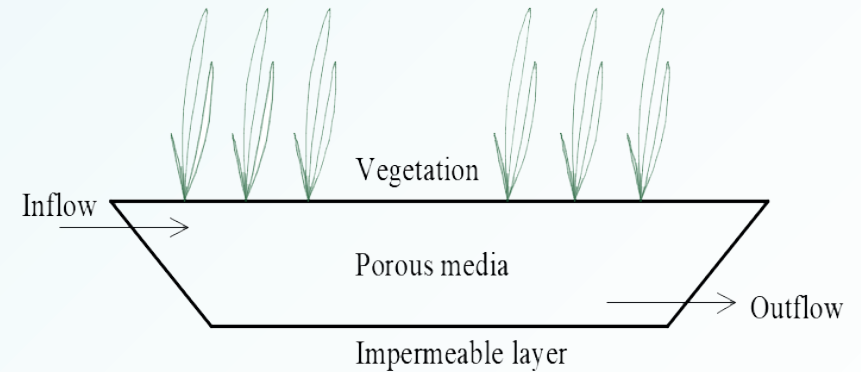 Vegetation
Inflow
Porous media
Outflow
Impermeable layer